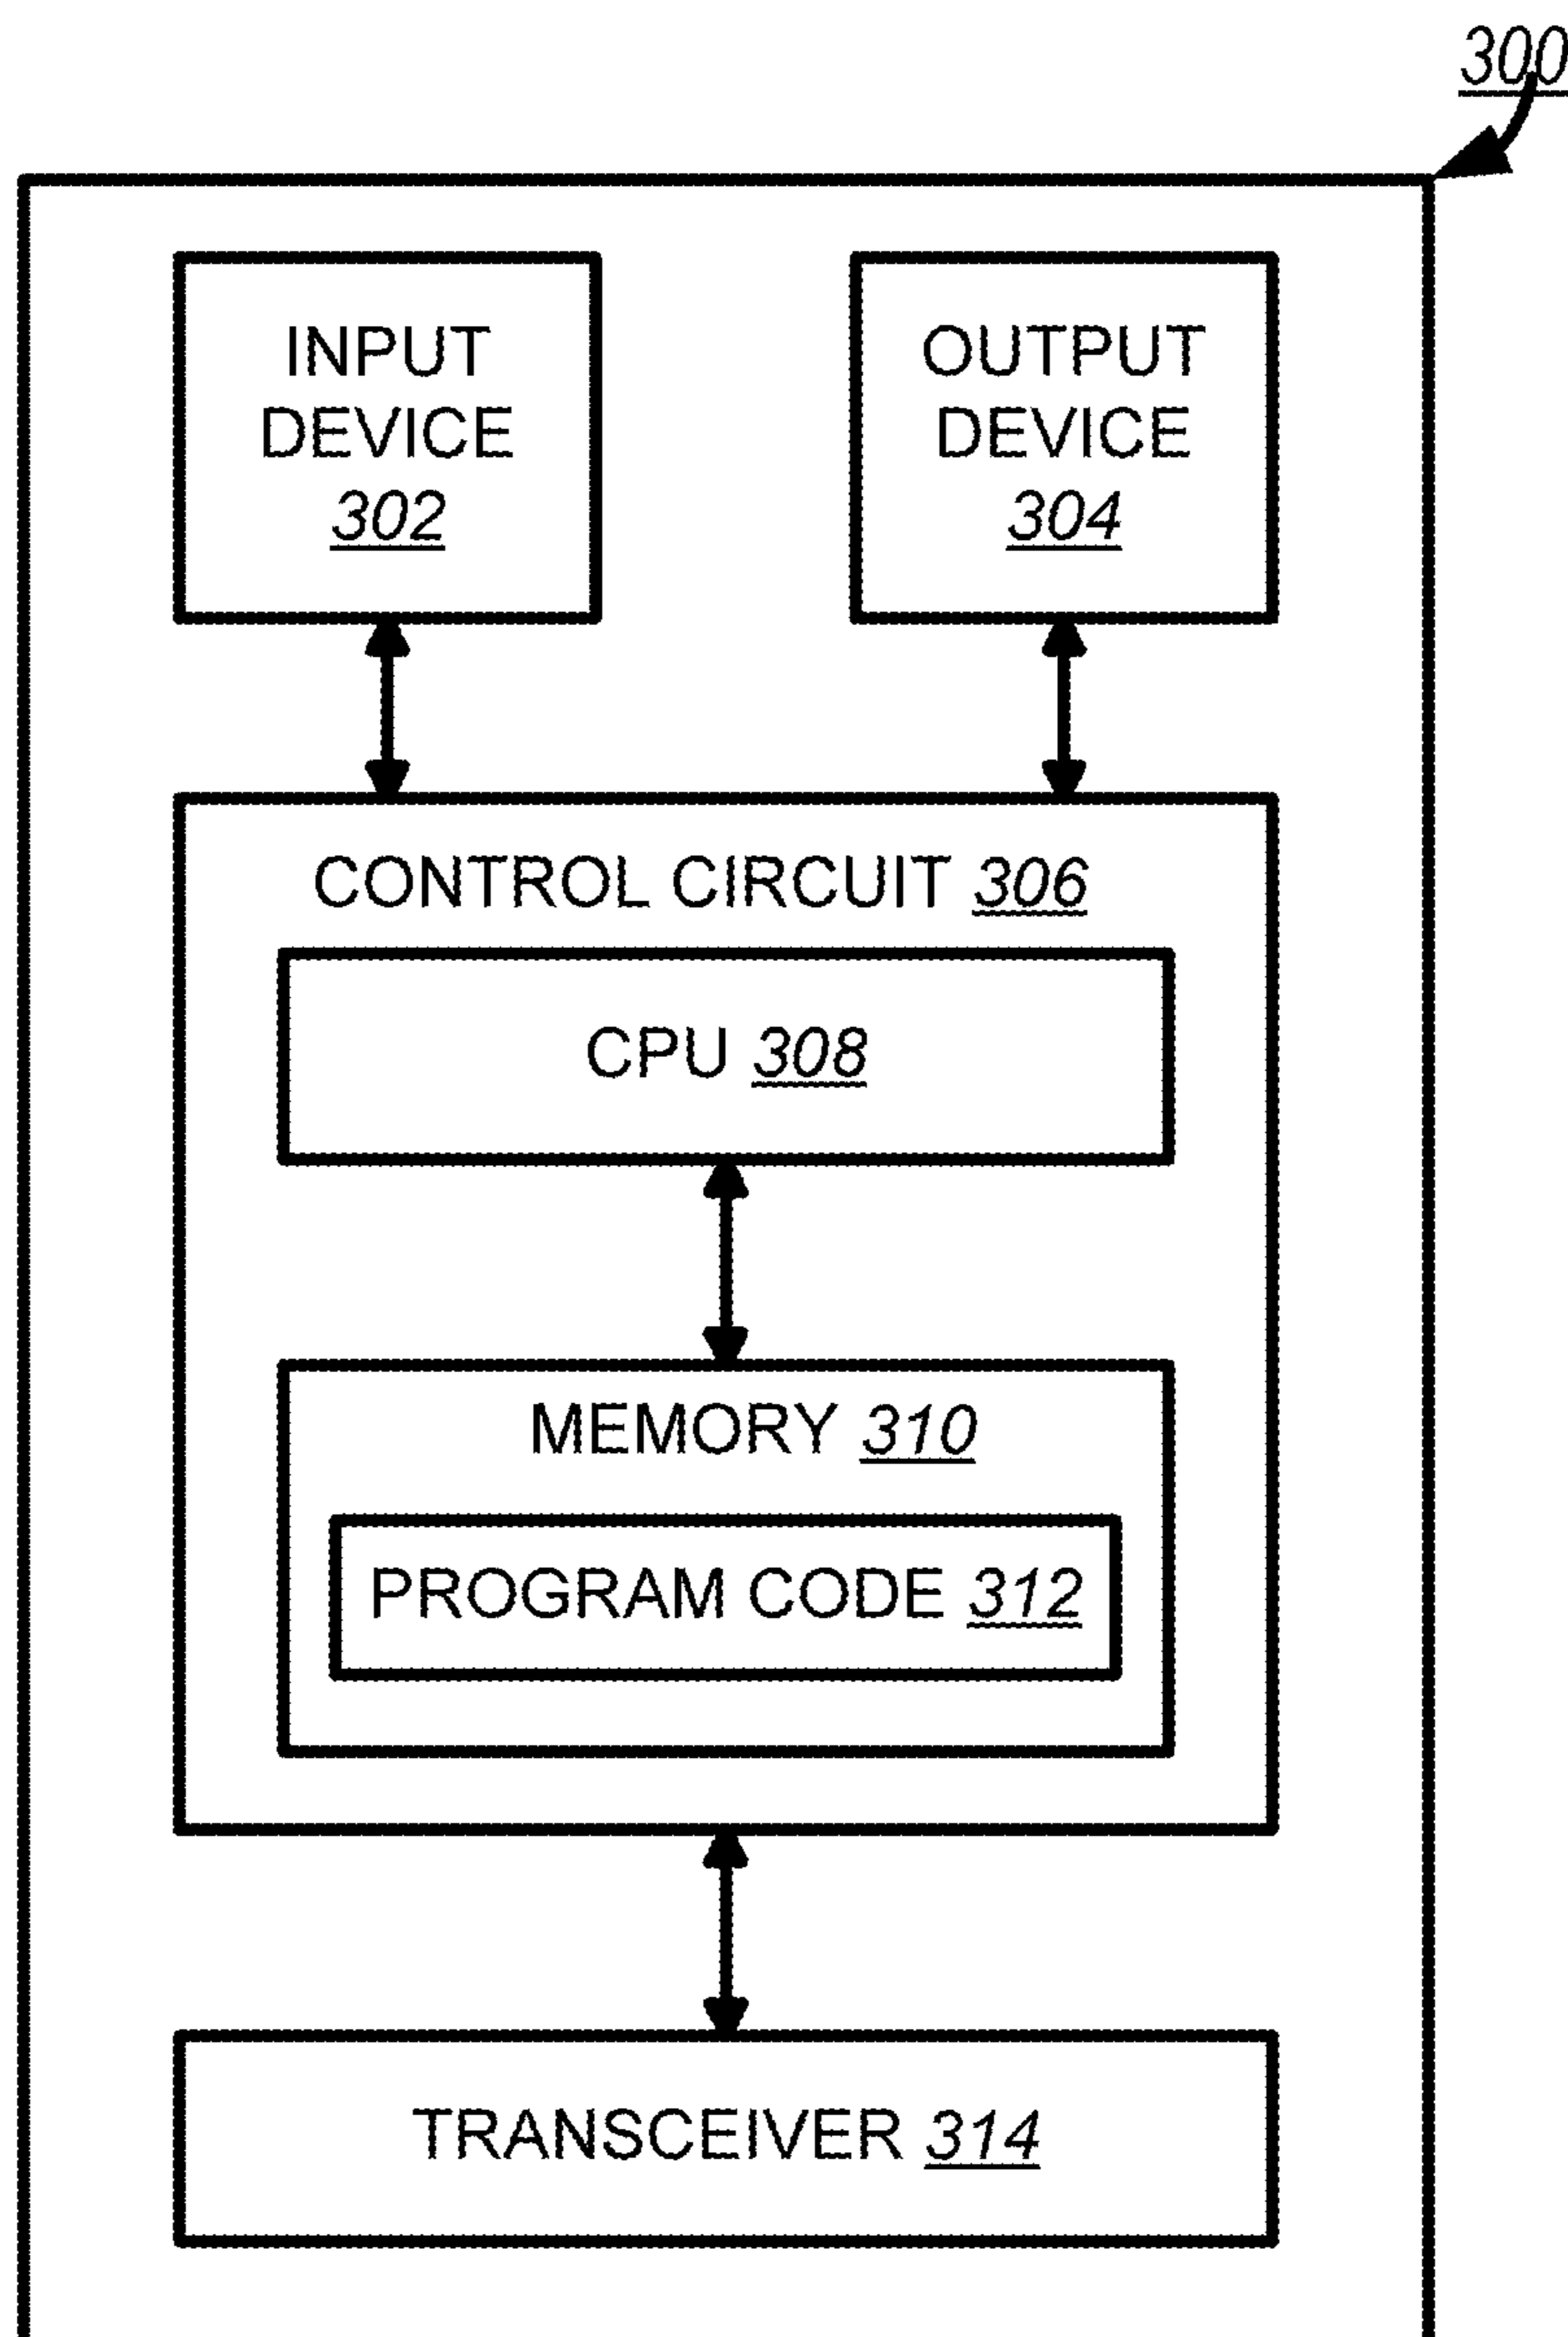 300
INPUT
DEVICE
302
OUTPUT
DEVICE
304
CONTROL CIRCUIT 306
CPU 308
MEMORY 310
PROGRAM CODE 312
TRANSCEIVER 314